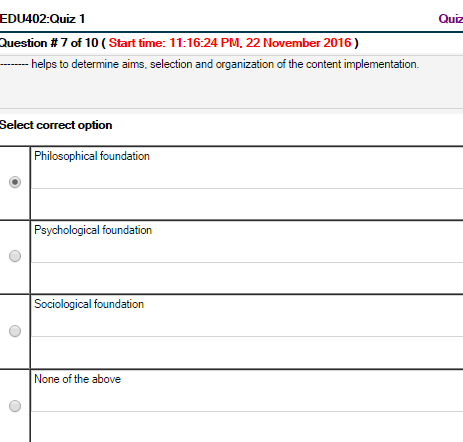 EDU402:Quiz 1 Quiz
Question # 7 of 10 ( Start time: 11:16:24 PM, 22 November 2016 )
-------- helps to determine aims, selection and organization of the content implementation.
Select correct option
Philosophical foundation
Psychological foundation
Sociological foundation
None of the above